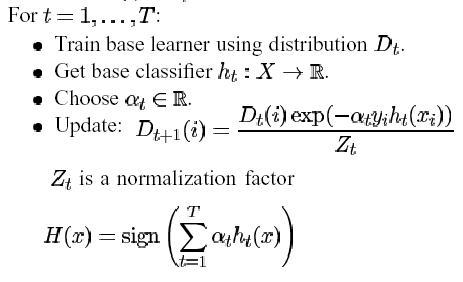 For t = 1, . . . , T:
• Train base learner using distribution D_t.
• Get base classifier h_t : X → ℝ.
• Choose α_t ∈ ℝ.
• Update: D_{t+1}(i) = D_t(i) exp(−α_t y_i h_t(x_i)) / Z_t
Z_t is a normalization factor
H(x) = sign ( ∑_{t=1}^{T} α_t h_t(x) )